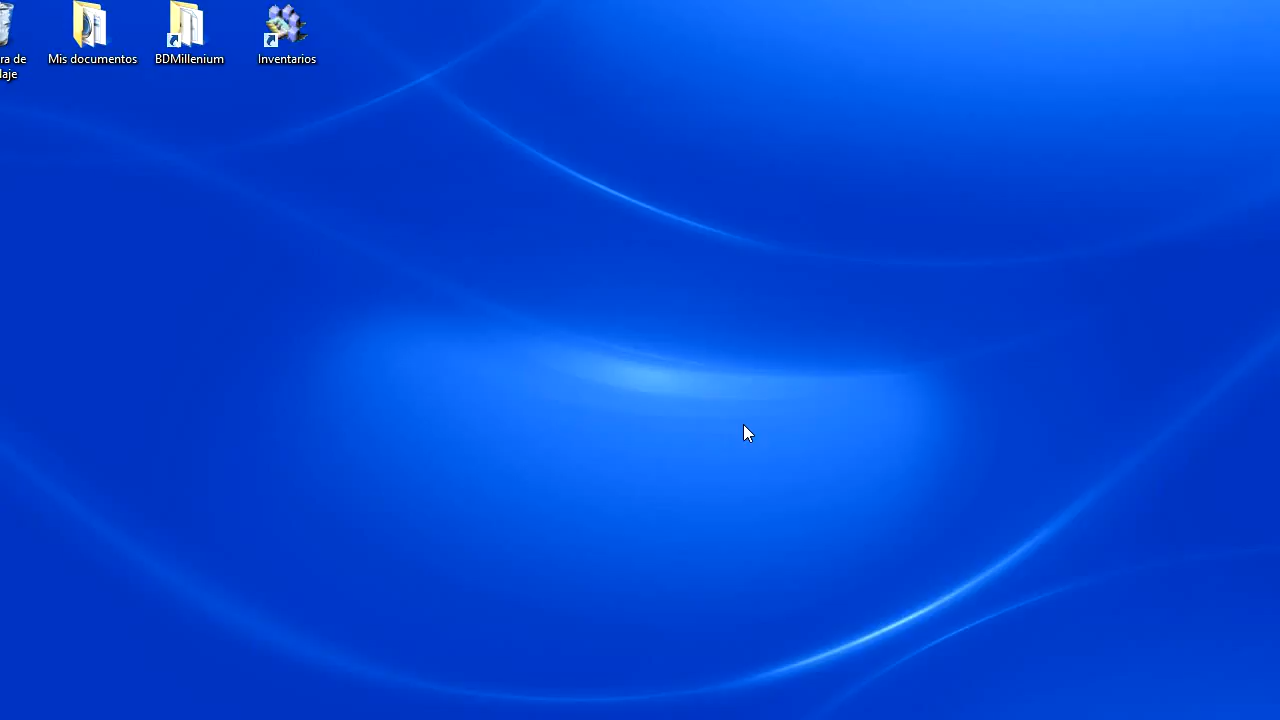 ra de
laje
Mis documentos
BDMillenium
Inventarios